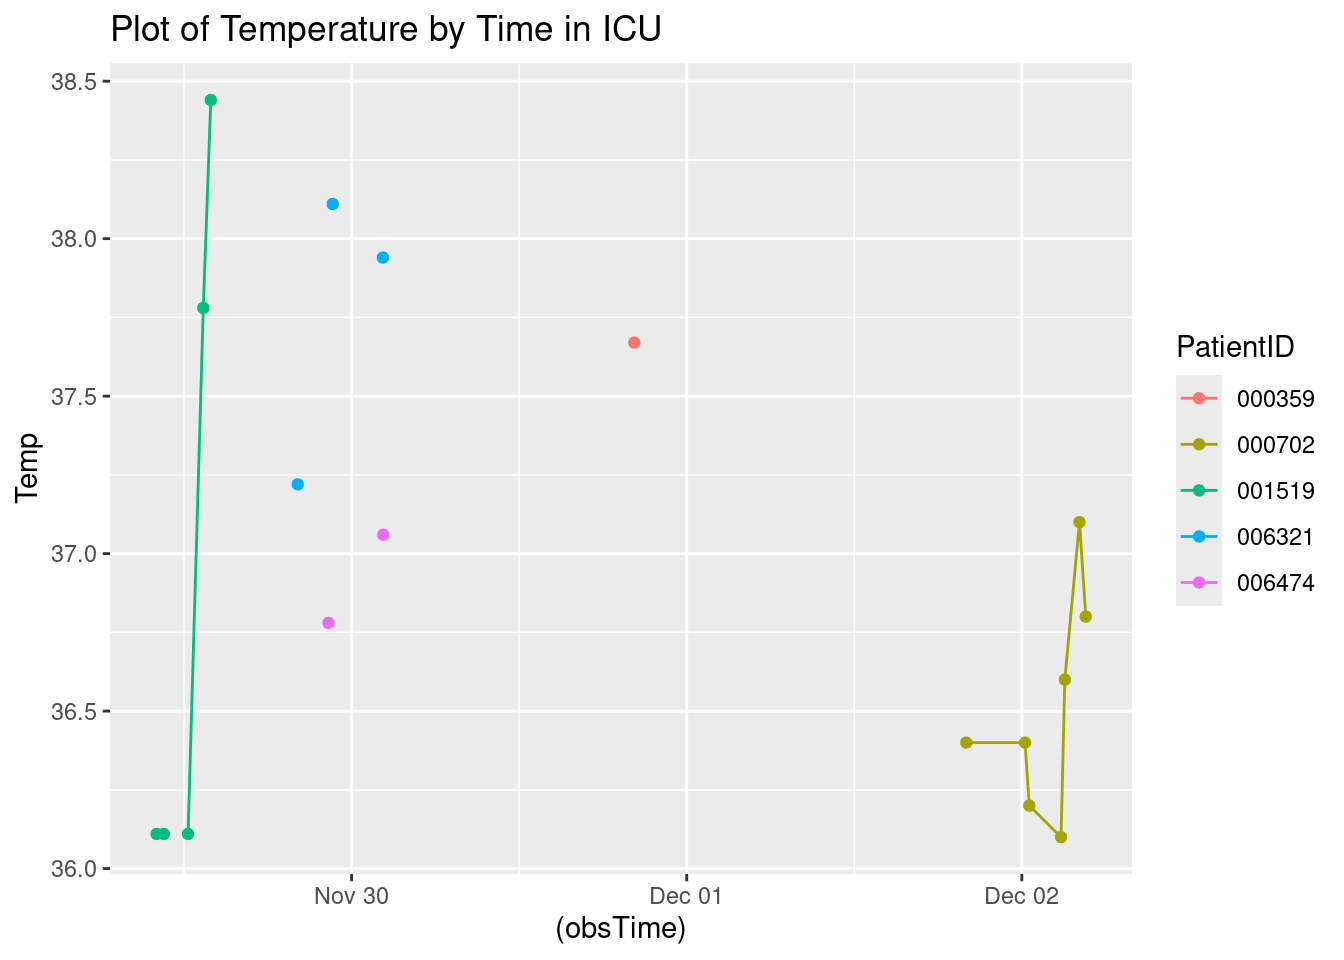 Plot of Temperature by Time in ICU
38.5
38.0
37.5
37.0
36.5
36.0
Temp
Nov 30
Dec 01
Dec 02
(obsTime)
PatientID
000359
000702
001519
006321
006474